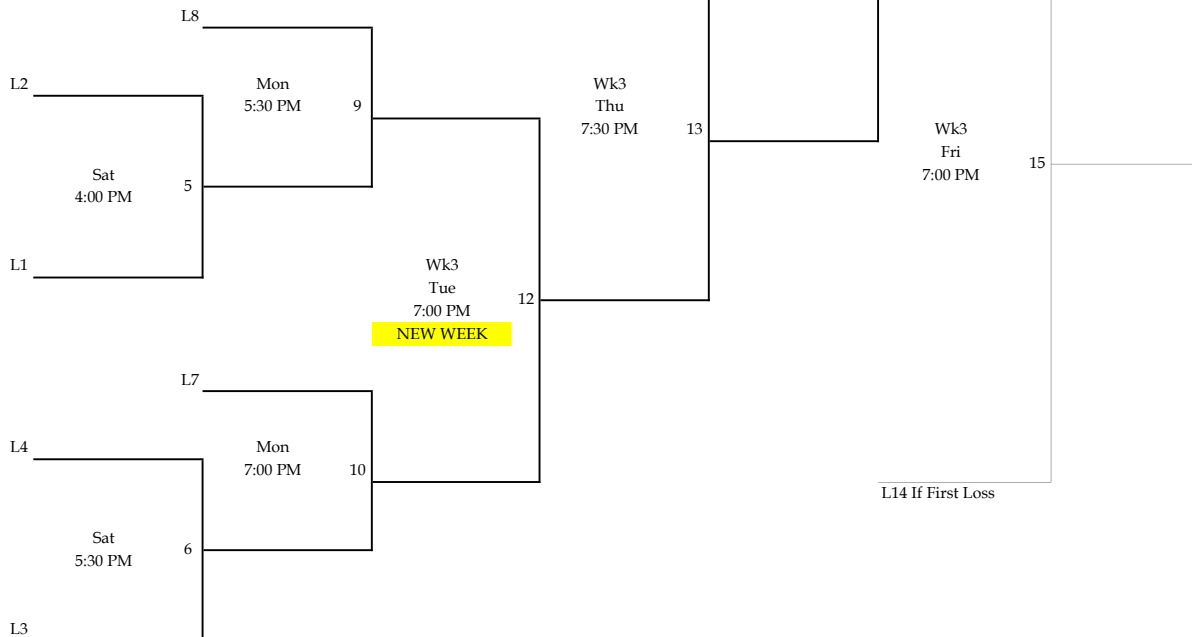 L8
L2
Mon
5:30 PM
9
Wk3
Thu
7:30 PM
13
Wk3
Fri
7:00 PM
15
Sat
4:00 PM
5
L1
Wk3
Tue
7:00 PM
12
NEW WEEK
L7
L4
Mon
7:00 PM
10
L14 If First Loss
Sat
5:30 PM
6
L3